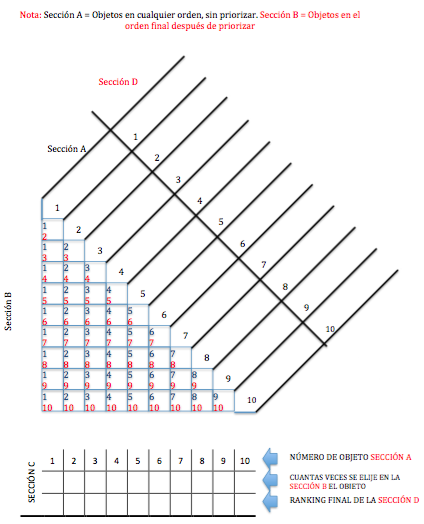 Nota: Sección A = Objetos en cualquier orden, sin priorizar. Sección B = Objetos en el
orden final después de priorizar
Sección D
Sección A
1
2
3
4
5
6
7
8
9
10
1
2
3
4
5
6
7
8
9
10
Sección B
1
2
1 2
3 3
1 2 3
4 4 4
1 2 3 4
5 5 5 5
1 2 3 4 5
6 6 6 6 6
1 2 3 4 5 6
7 7 7 7 7 7
1 2 3 4 5 6 7
8 8 8 8 8 8 8
1 2 3 4 5 6 7 8
9 9 9 9 9 9 9 9
1 2 3 4 5 6 7 8 9
10 10 10 10 10 10 10 10 10
SECCIÓN C
1 2 3 4 5 6 7 8 9 10
NÚMERO DE OBJETO SECCIÓN A
CUANTAS VECES SE ELIJE EN LA
SECCIÓN B EL OBJETO
RANKING FINAL DE LA SECCIÓN D